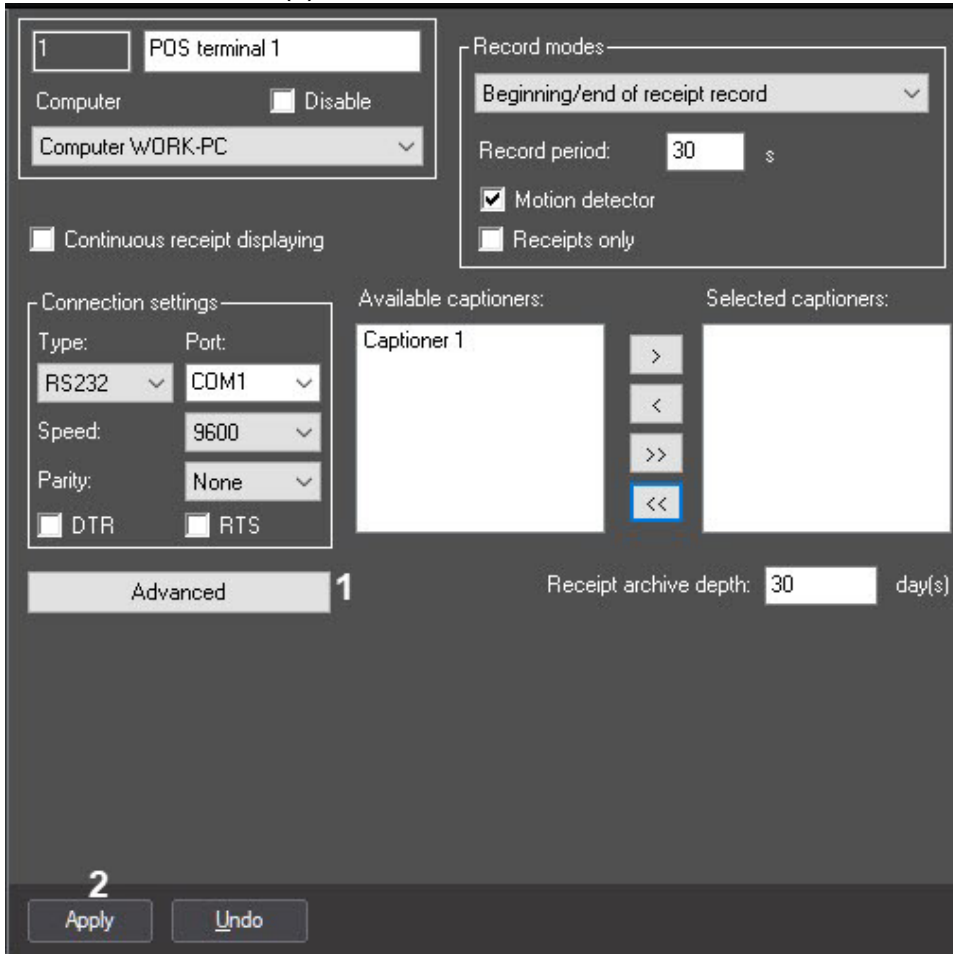 1
POS terminal 1
Computer
Disable
Computer WORK-PC
Continuous receipt displaying
Record modes
Beginning/end of receipt record
Record period: 30 s
Motion detector
Receipts only
Connection settings
Type: Port:
RS232 COM1
Speed: 9600
Parity: None
DTR RTS
Available captioners:
Captioner 1
>
<
>>
<<
Selected captioners:
Advanced 1
Receipt archive depth: 30 day(s)
2
Apply Undo